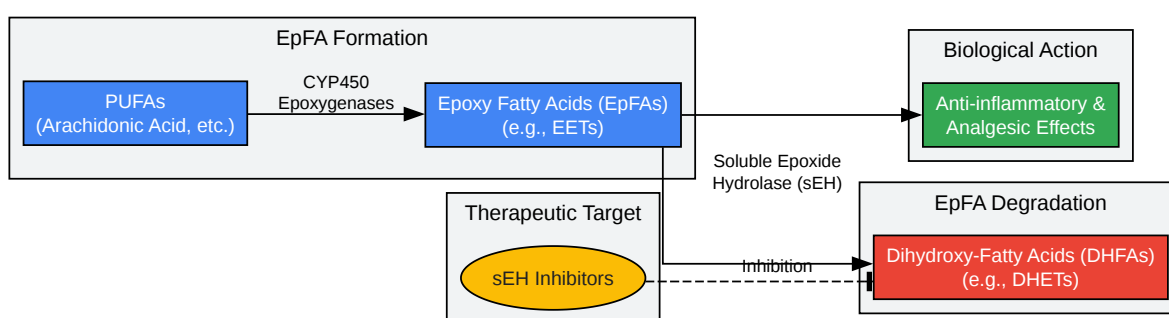 EpFA Formation
PUFAs
(Arachidonic Acid, etc.)
CYP450
Epoxygenases
Epoxy Fatty Acids (EpFAs)
(e.g., EETs)
Biological Action
Anti-inflammatory &
Analgesic Effects
Soluble Epoxide
Hydrolase (sEH)
Therapeutic Target
sEH Inhibitors
Inhibition
EpFA Degradation
Dihydroxy-Fatty Acids (DHFAs)
(e.g., DHETs)